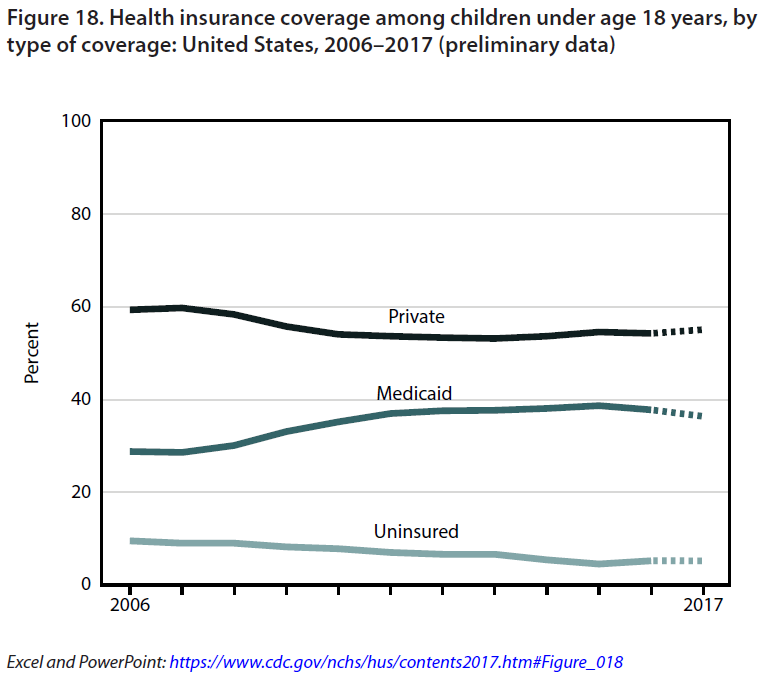 Figure 18. Health insurance coverage among children under age 18 years, by
type of coverage: United States, 2006–2017 (preliminary data)
100
80
60
40
20
0
Percent
Private
Medicaid
Uninsured
2006
2017
Excel and PowerPoint: https://www.cdc.gov/nchs/hus/contents2017.htm#Figure_018